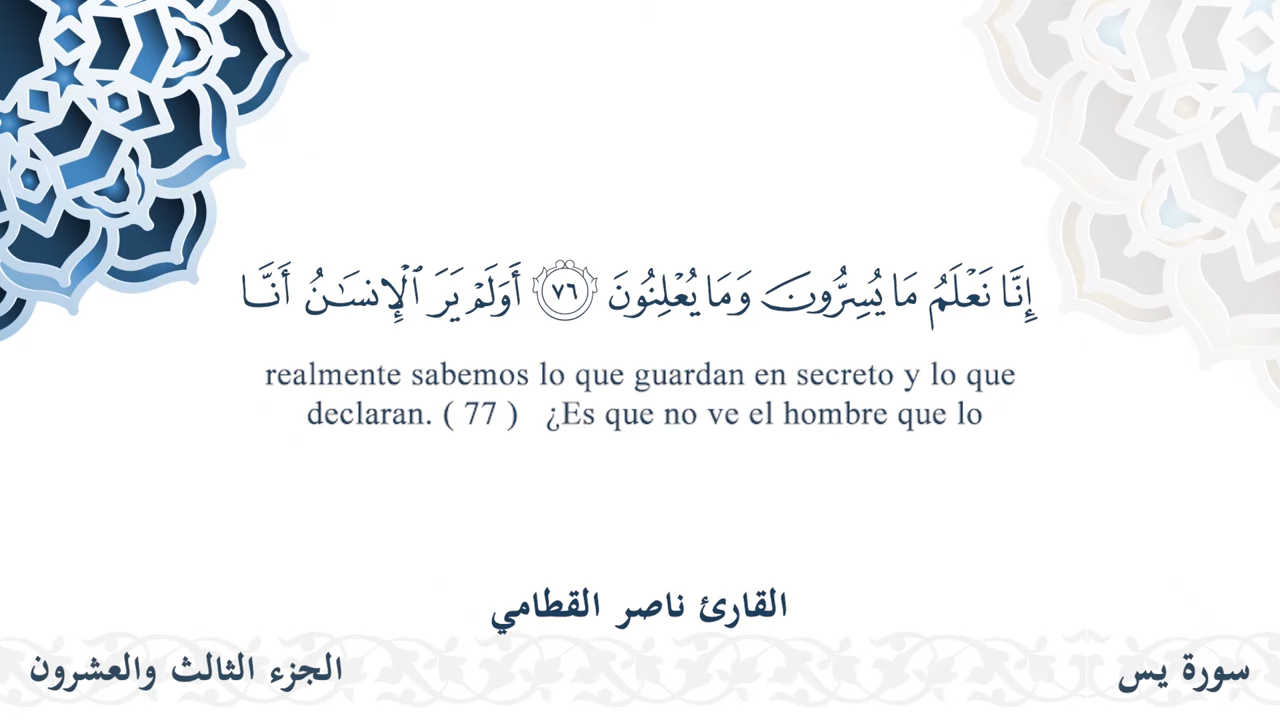 إِنَّا نَعْلَمُ مَا يُسِرُّونَ وَمَا يُعْلِنُونَ ٧٦ أَوَلَمْ يَرَ ٱلْإِنسَـٰنُ أَنَّا
realmente sabemos lo que guardan en secreto y lo que
declaran. ( 77 ) ¿Es que no ve el hombre que lo
القارئ ناصر القطامي
سورة يس
الجزء الثالث والعشرون